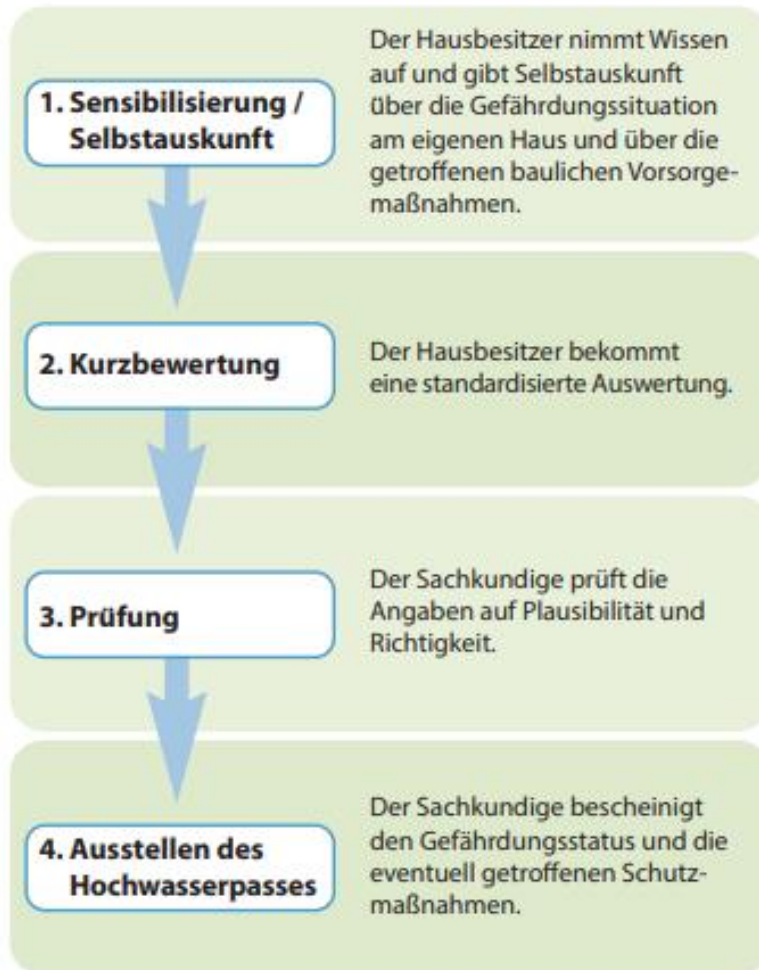 1. Sensibilisierung /
Selbstauskunft
Der Hausbesitzer nimmt Wissen
auf und gibt Selbstauskunft
über die Gefährdungssituation
am eigenen Haus und über die
getroffenen baulichen Vorsorge-
maßnahmen.
2. Kurzbewertung
Der Hausbesitzer bekommt
eine standardisierte Auswertung.
3. Prüfung
Der Sachkundige prüft die
Angaben auf Plausibilität und
Richtigkeit.
4. Ausstellen des
Hochwasserpasses
Der Sachkundige bescheinigt
den Gefährdungsstatus und die
eventuell getroffenen Schutz-
maßnahmen.